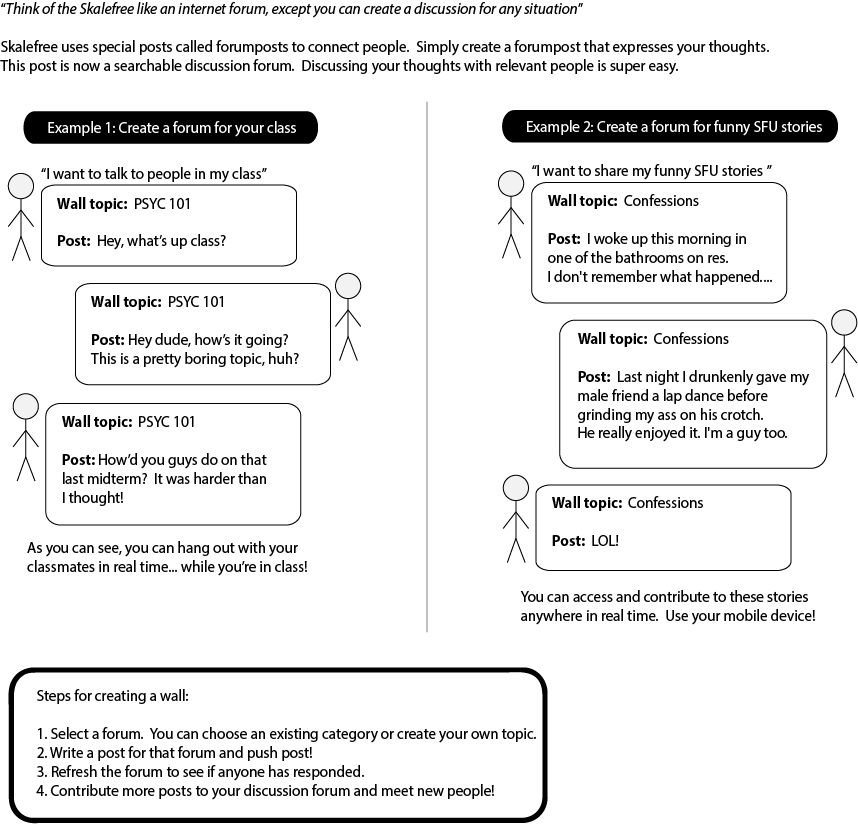 “Think of the Skalefree like an internet forum, except you can create a discussion for any situation”
Skalefree uses special posts called forumposts to connect people.  Simply create a forumpost that expresses your thoughts.
This post is now a searchable discussion forum.  Discussing your thoughts with relevant people is super easy.
Example 1: Create a forum for your class
“I want to talk to people in my class”
Wall topic:  PSYC 101
Post:  Hey, what’s up class?
Wall topic:  PSYC 101
Post: Hey dude, how’s it going?
This is a pretty boring topic, huh?
Wall topic:  PSYC 101
Post: How’d you guys do on that
last midterm?  It was harder than
I thought!
As you can see, you can hang out with your
classmates in real time... while you’re in class!
Example 2: Create a forum for funny SFU stories
“I want to share my funny SFU stories ”
Wall topic:  Confessions
Post:  I woke up this morning in
one of the bathrooms on res.
I don't remember what happened....
Wall topic:  Confessions
Post:  Last night I drunkenly gave my
male friend a lap dance before
grinding my ass on his crotch.
He really enjoyed it. I'm a guy too.
Wall topic:  Confessions
Post:  LOL!
You can access and contribute to these stories
anywhere in real time.  Use your mobile device!
Steps for creating a wall:
1. Select a forum.  You can choose an existing category or create your own topic.
2. Write a post for that forum and push post!
3. Refresh the forum to see if anyone has responded.
4. Contribute more posts to your discussion forum and meet new people!